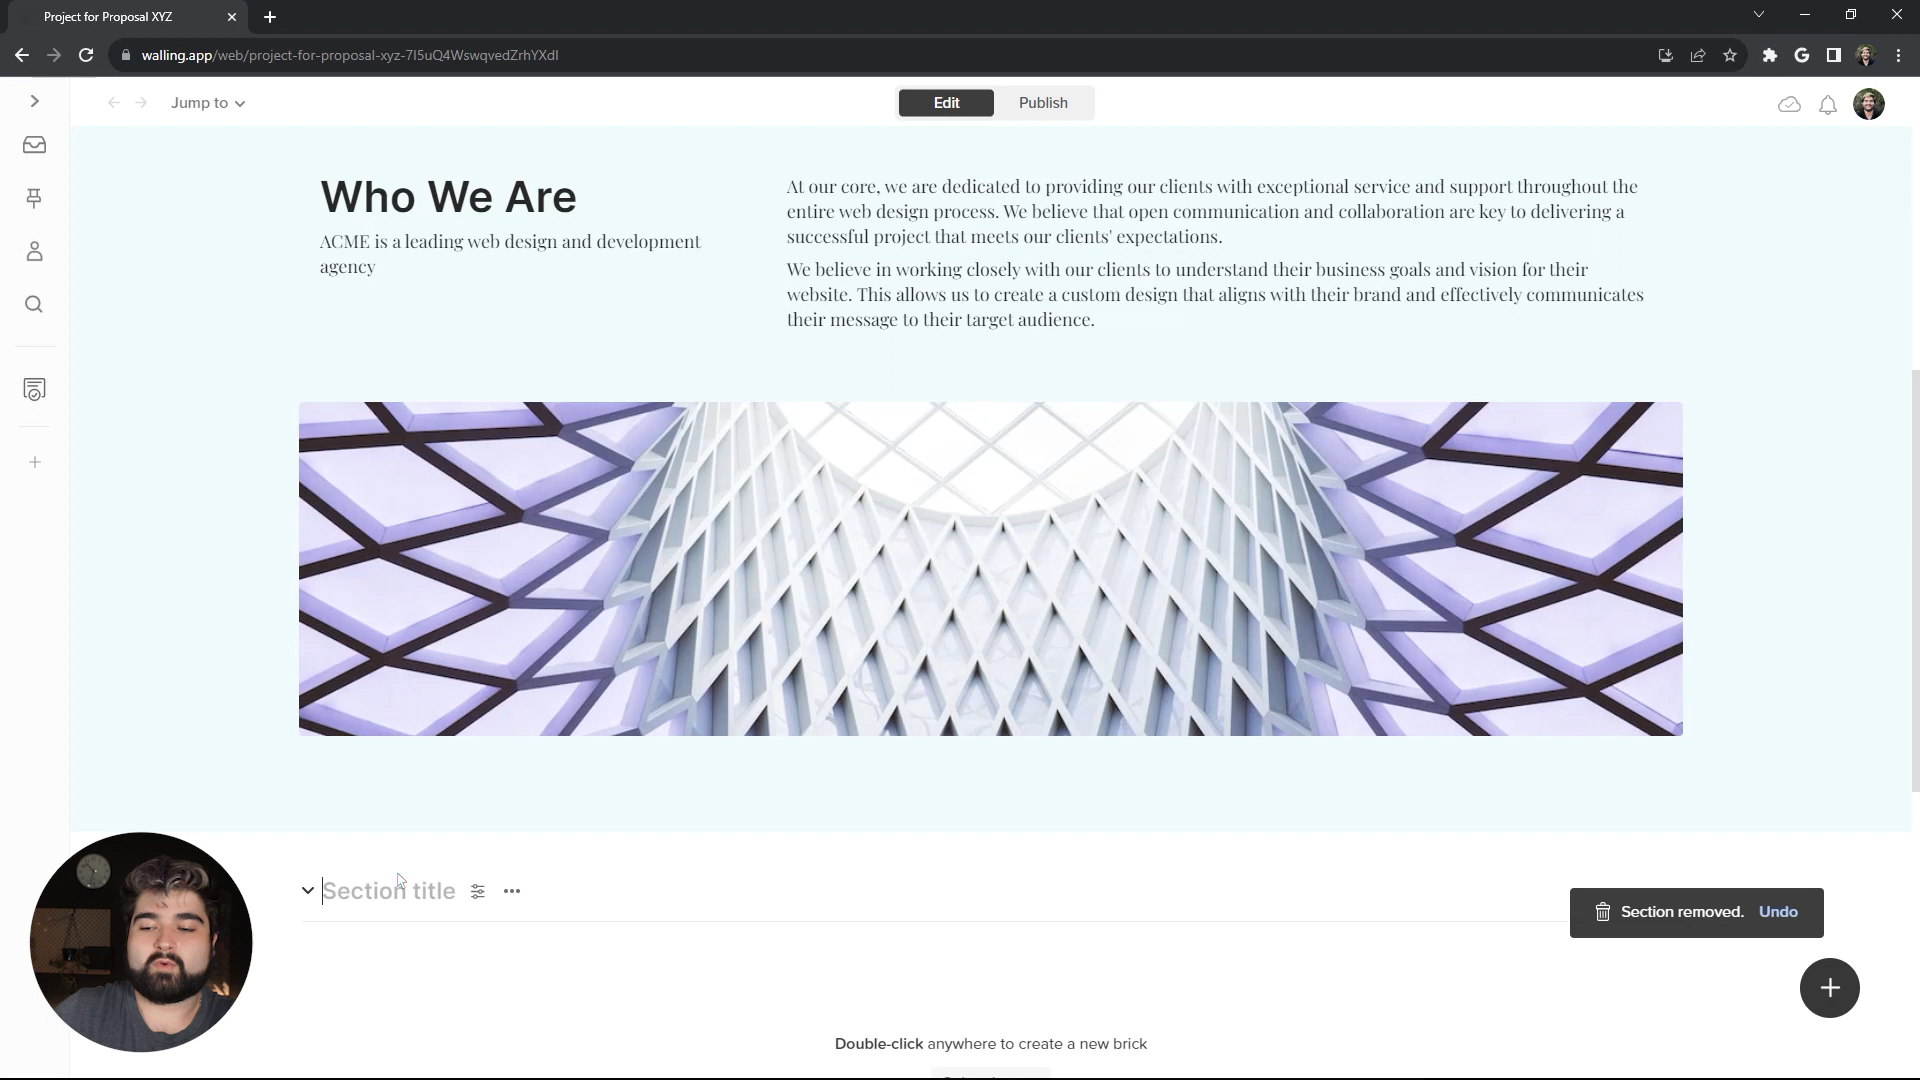 Project for Proposal XYZ
walling.app/web/project-for-proposal-xyz-7I5uQ4WswqvedZrhYXdI
Jump to
Edit
Publish
Who We Are
ACME is a leading web design and development
agency
At our core, we are dedicated to providing our clients with exceptional service and support throughout the
entire web design process. We believe that open communication and collaboration are key to delivering a
successful project that meets our clients' expectations.
We believe in working closely with our clients to understand their business goals and vision for their
website. This allows us to create a custom design that aligns with their brand and effectively communicates
their message to their target audience.
Section title
Section removed. Undo
Double-click anywhere to create a new brick